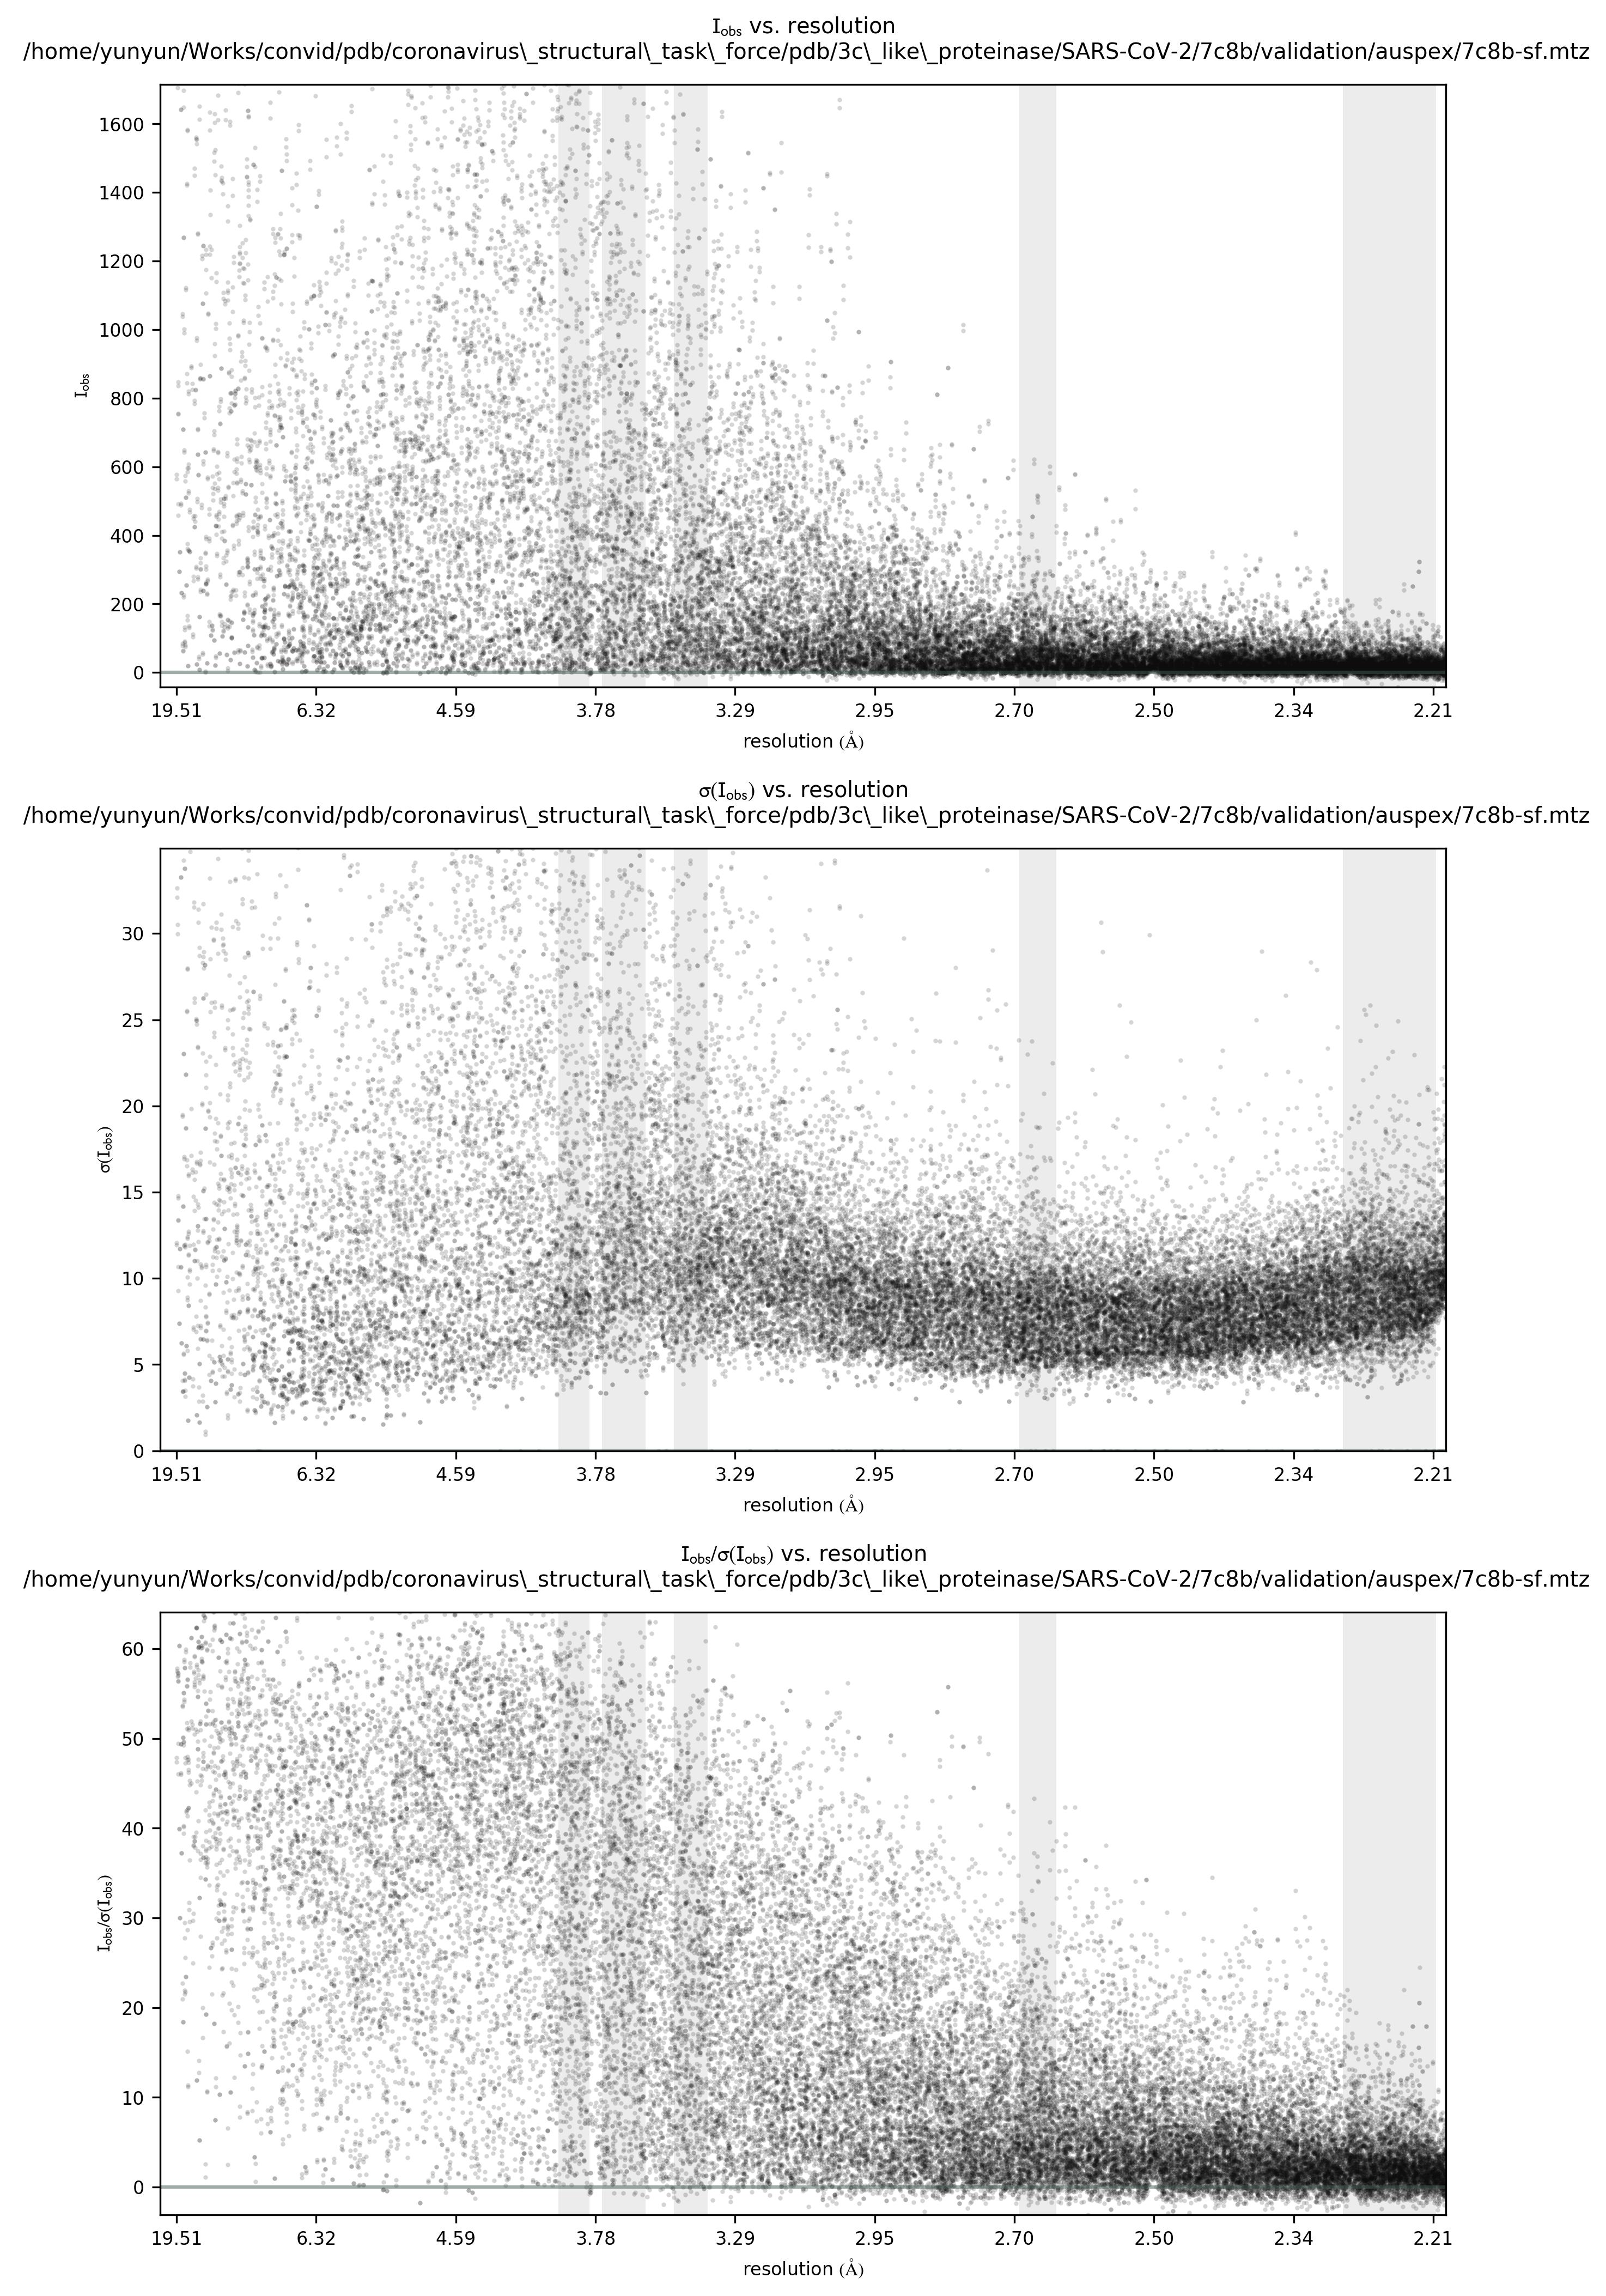 I_obs vs. resolution
/home/yunyun/Works/convid/pdb/coronavirus\_structural\_task\_force/pdb/3c\_like\_proteinase/SARS-CoV-2/7c8b/validation/auspex/7c8b-sf.mtz
1600
1400
1200
1000
800
600
400
200
0
I_obs
19.51 6.32 4.59 3.78 3.29 2.95 2.70 2.50 2.34 2.21
resolution (Å)
σ(I_obs) vs. resolution
/home/yunyun/Works/convid/pdb/coronavirus\_structural\_task\_force/pdb/3c\_like\_proteinase/SARS-CoV-2/7c8b/validation/auspex/7c8b-sf.mtz
30
25
20
15
10
5
0
σ(I_obs)
19.51 6.32 4.59 3.78 3.29 2.95 2.70 2.50 2.34 2.21
resolution (Å)
I_obs/σ(I_obs) vs. resolution
/home/yunyun/Works/convid/pdb/coronavirus\_structural\_task\_force/pdb/3c\_like\_proteinase/SARS-CoV-2/7c8b/validation/auspex/7c8b-sf.mtz
60
50
40
30
20
10
0
I_obs/σ(I_obs)
19.51 6.32 4.59 3.78 3.29 2.95 2.70 2.50 2.34 2.21
resolution (Å)